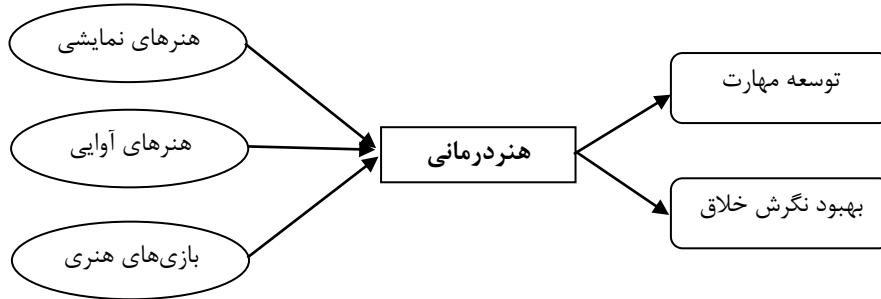 هنرهای نمایشی
هنرهای آوایی
بازی‌های هنری
هنردرمانی
توسعه مهارت
بهبود نگرش خلاق